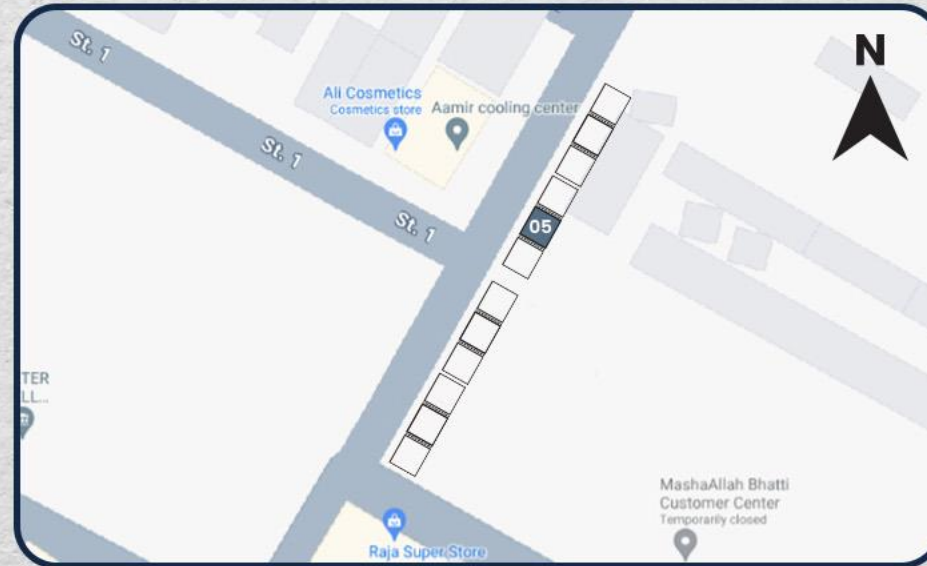 St. 1
Ali Cosmetics
Cosmetics store
Aamir cooling center
N
St. 1
St. 1
05
TER
LL...
MashaAllah Bhatti
Customer Center
Temporarily closed
Raja Super Store